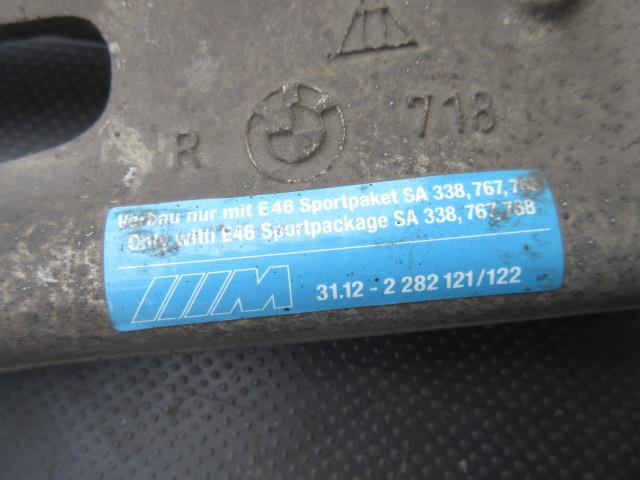 R 718
Verbau nur mit E46 Sportpaket SA 338,767,768
Only with E46 Sportpackage SA 338,767,768
M 31.12 - 2 282 121/122